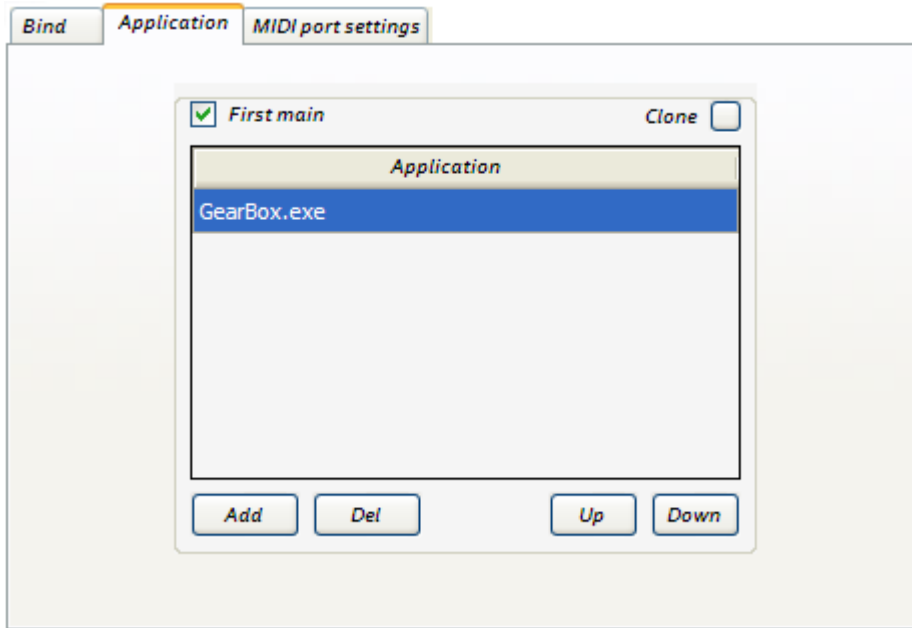 Bind Application MIDI port settings
First main Clone
Application
GearBox.exe
Add Del Up Down